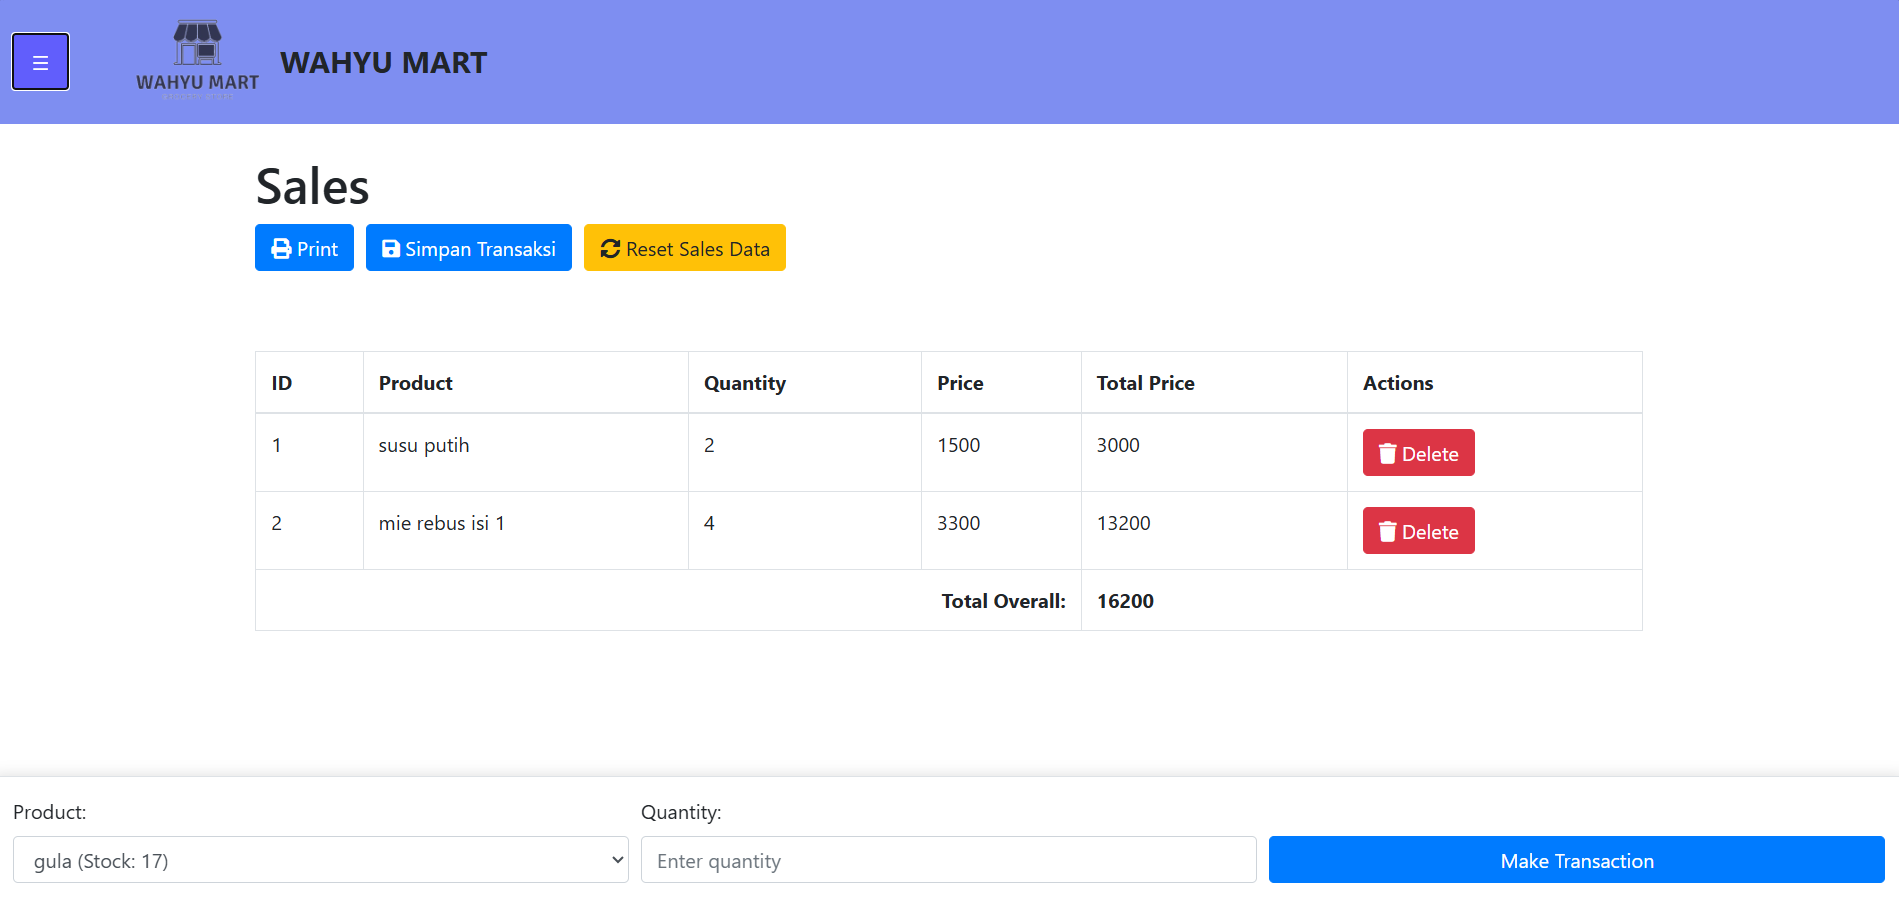 ☰
WAHYU MART
WAHYU MART
Sales
Print Simpan Transaksi Reset Sales Data
ID Product Quantity Price Total Price Actions
1 susu putih 2 1500 3000 Delete
2 mie rebus isi 1 4 3300 13200 Delete
Total Overall: 16200
Product: Quantity:
gula (Stock: 17) Enter quantity Make Transaction